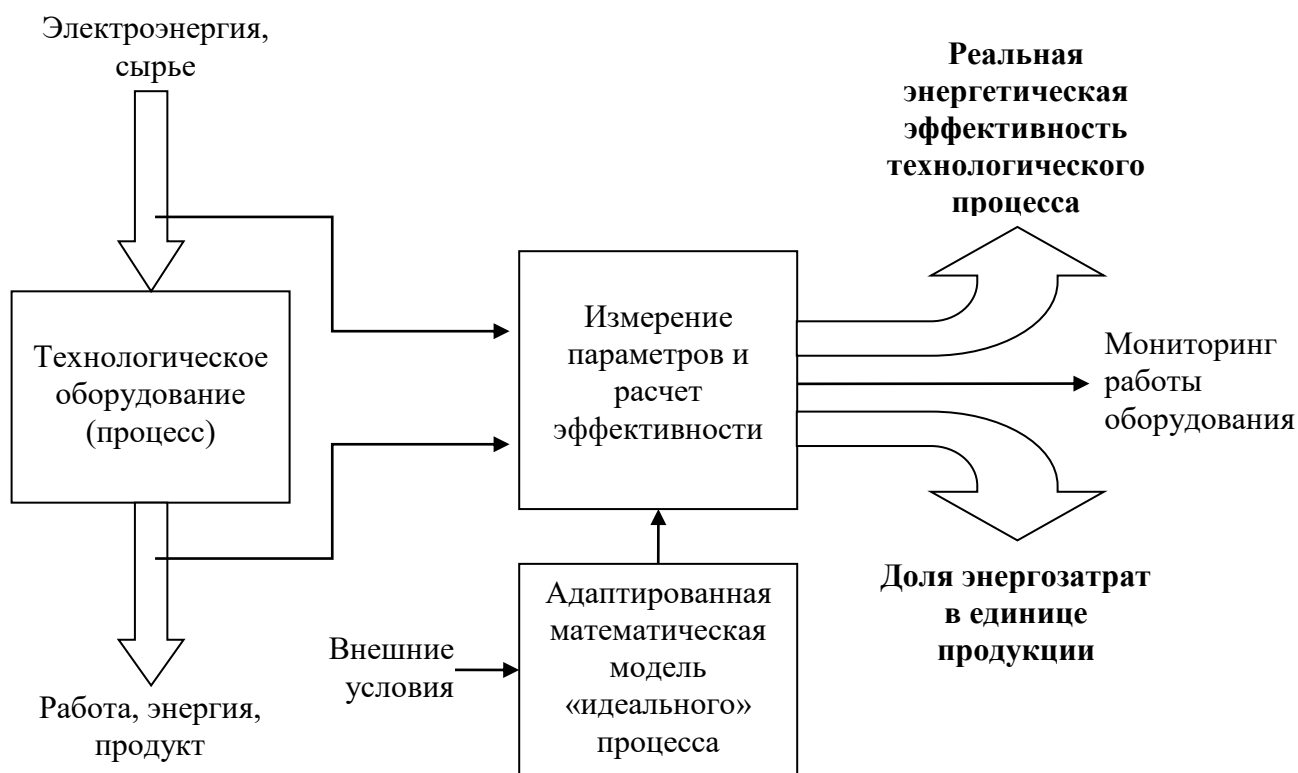 Электроэнергия,
сырье
Реальная
энергетическая
эффективность
технологического
процесса
Технологическое
оборудование
(процесс)
Измерение
параметров и
расчет
эффективности
Мониторинг
работы
оборудования
Доля энергозатрат
в единице
продукции
Внешние
условия
Адаптированная
математическая
модель
«идеального»
процесса
Работа, энергия,
продукт